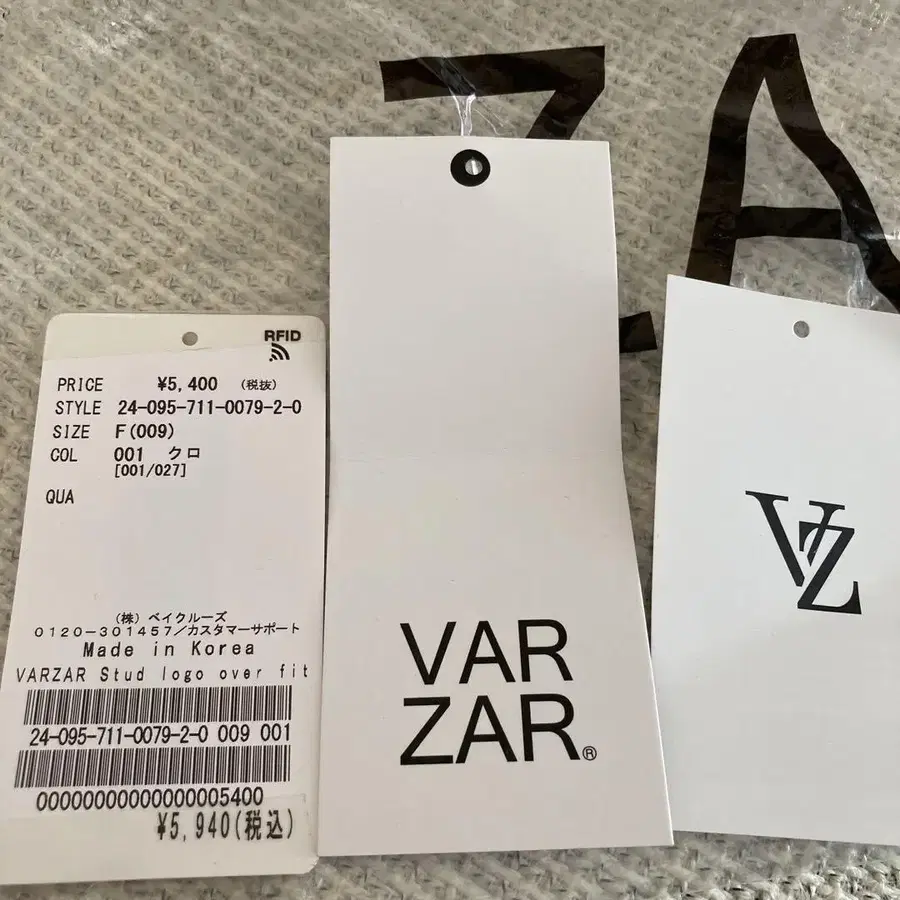 ZA
RFID
PRICE ¥5,400 (税抜)
STYLE 24-095-711-0079-2-0
SIZE F(009)
COL 001 クロ
[001/027]
QUA
(株) ベイクルーズ
0120-301457/カスタマーサポート
Made in Korea
VARZAR Stud logo over fit
24-095-711-0079-2-0 009 001
00000000000000005400
¥5,940(税込)
VAR
ZAR®
VZ